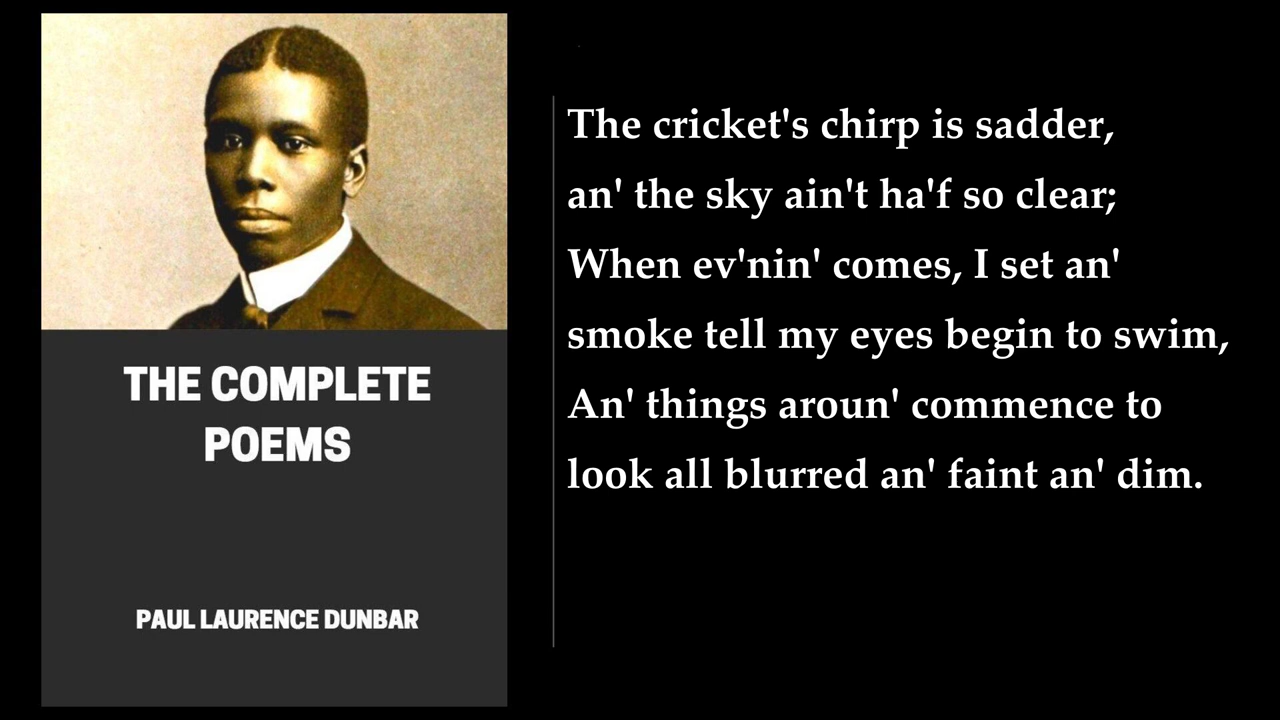 THE COMPLETE
POEMS
PAUL LAURENCE DUNBAR
The cricket's chirp is sadder,
an' the sky ain't ha'f so clear;
When ev'nin' comes, I set an'
smoke tell my eyes begin to swim,
An' things aroun' commence to
look all blurred an' faint an' dim.